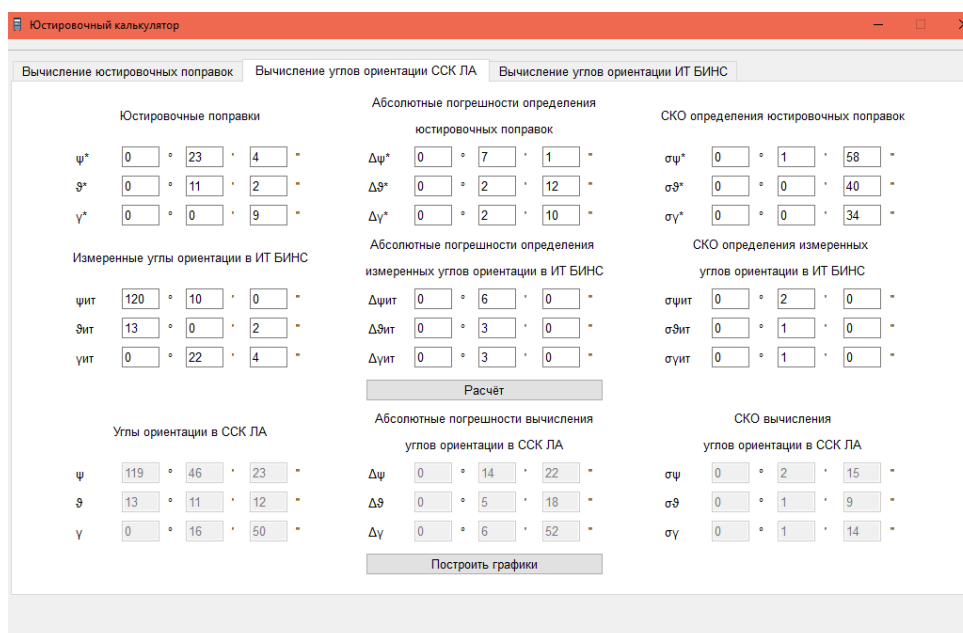 Юстировочный калькулятор
Вычисление юстировочных поправок Вычисление углов ориентации ССК ЛА Вычисление углов ориентации ИТ БИНС
Юстировочные поправки
ψ* 0 ° 23 ' 4 "
ϑ* 0 ° 11 ' 2 "
γ* 0 ° 0 ' 9 "
Абсолютные погрешности определения
юстировочных поправок
Δψ* 0 ° 7 ' 1 "
Δϑ* 0 ° 2 ' 12 "
Δγ* 0 ° 2 ' 10 "
СКО определения юстировочных поправок
σψ* 0 ° 1 ' 58 "
σϑ* 0 ° 0 ' 40 "
σγ* 0 ° 0 ' 34 "
Измеренные углы ориентации в ИТ БИНС
ψит 120 ° 10 ' 0 "
ϑит 13 ° 0 ' 2 "
γит 0 ° 22 ' 4 "
Абсолютные погрешности определения
измеренных углов ориентации в ИТ БИНС
Δψит 0 ° 6 ' 0 "
Δϑит 0 ° 3 ' 0 "
Δγит 0 ° 3 ' 0 "
СКО определения измеренных
углов ориентации в ИТ БИНС
σψит 0 ° 2 ' 0 "
σϑит 0 ° 1 ' 0 "
σγит 0 ° 1 ' 0 "
Расчёт
Углы ориентации в ССК ЛА
ψ 119 ° 46 ' 23 "
ϑ 13 ° 11 ' 12 "
γ 0 ° 16 ' 50 "
Абсолютные погрешности вычисления
углов ориентации в ССК ЛА
Δψ 0 ° 14 ' 22 "
Δϑ 0 ° 5 ' 18 "
Δγ 0 ° 6 ' 52 "
СКО вычисления
углов ориентации в ССК ЛА
σψ 0 ° 2 ' 15 "
σϑ 0 ° 1 ' 9 "
σγ 0 ° 1 ' 14 "
Построить графики